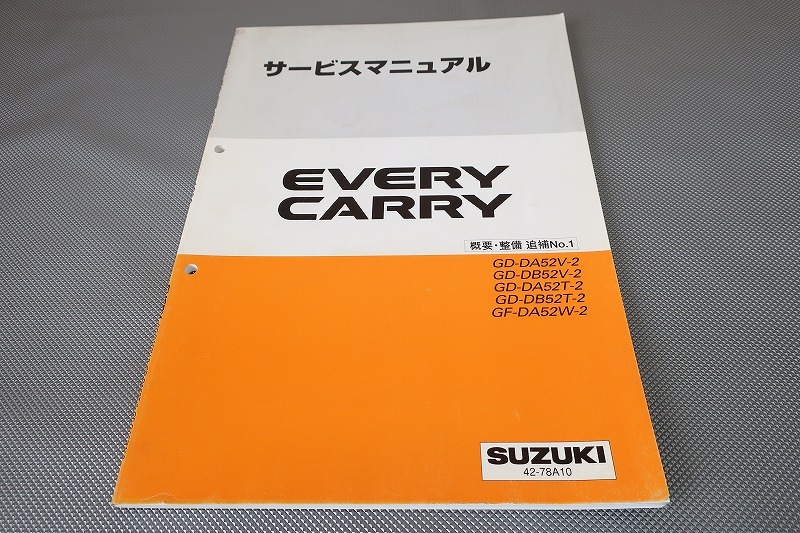 サービスマニュアル
EVERY
CARRY
概要・整備 追補No.1
GD-DA52V-2
GD-DB52V-2
GD-DA52T-2
GD-DB52T-2
GF-DA52W-2
SUZUKI
42-78A10